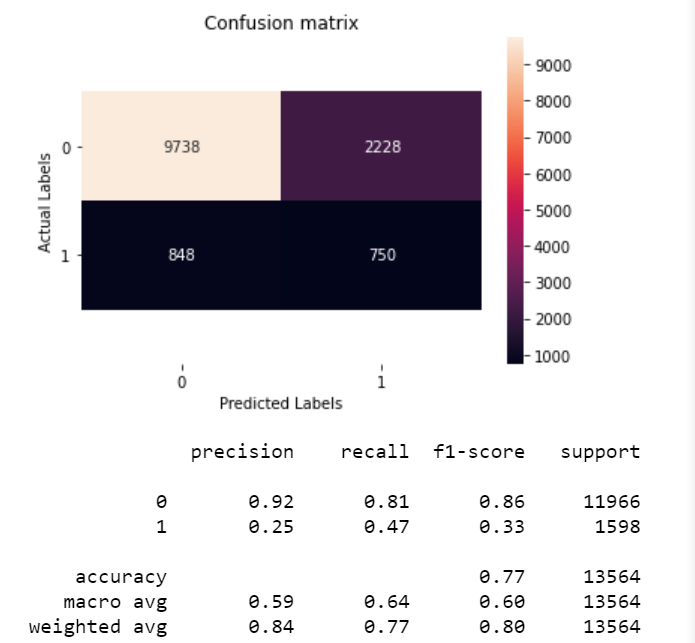 Confusion matrix
9000
8000
7000
6000
5000
4000
3000
2000
1000
Actual Labels
0
9738 2228
1
848 750
0 1
Predicted Labels
precision recall f1-score support
0 0.92 0.81 0.86 11966
1 0.25 0.47 0.33 1598
accuracy 0.77 13564
macro avg 0.59 0.64 0.60 13564
weighted avg 0.84 0.77 0.80 13564